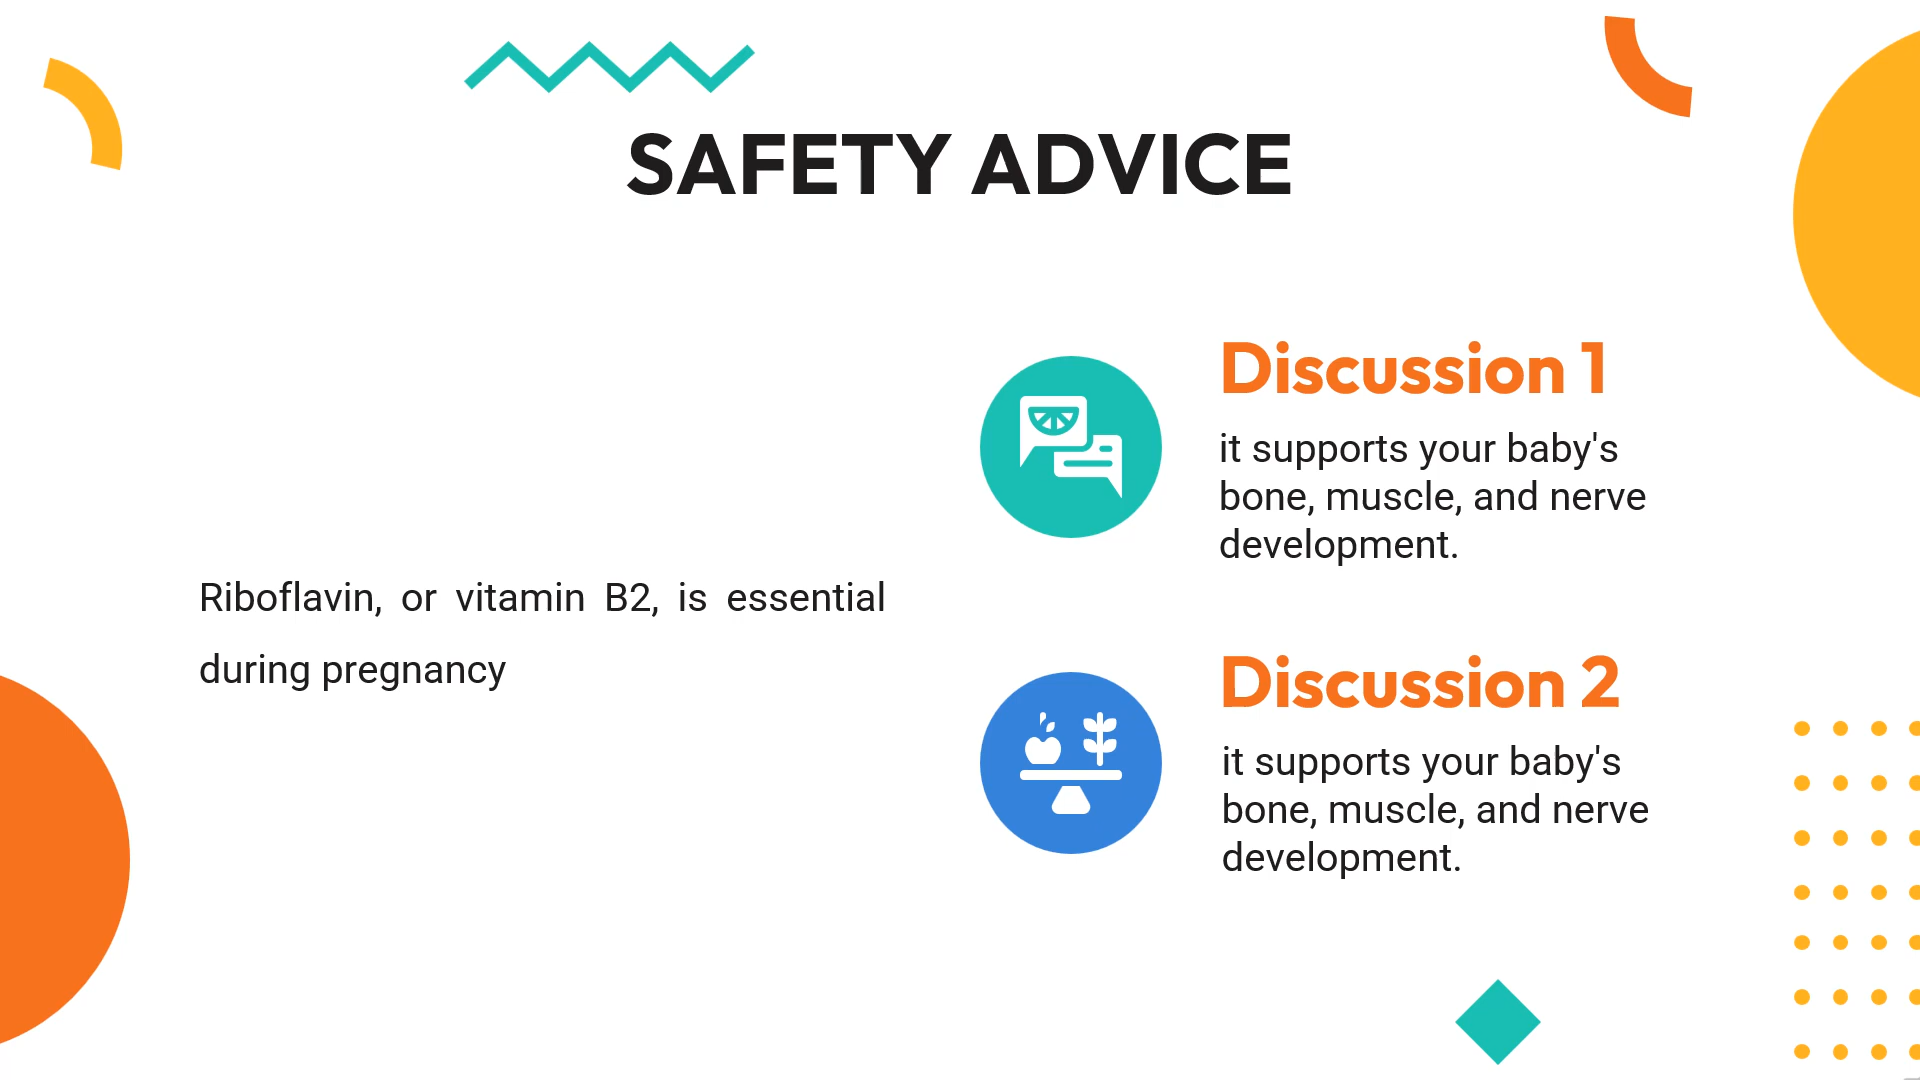 SAFETY ADVICE
Riboflavin, or vitamin B2, is essential
during pregnancy
Discussion 1
it supports your baby's
bone, muscle, and nerve
development.
Discussion 2
it supports your baby's
bone, muscle, and nerve
development.